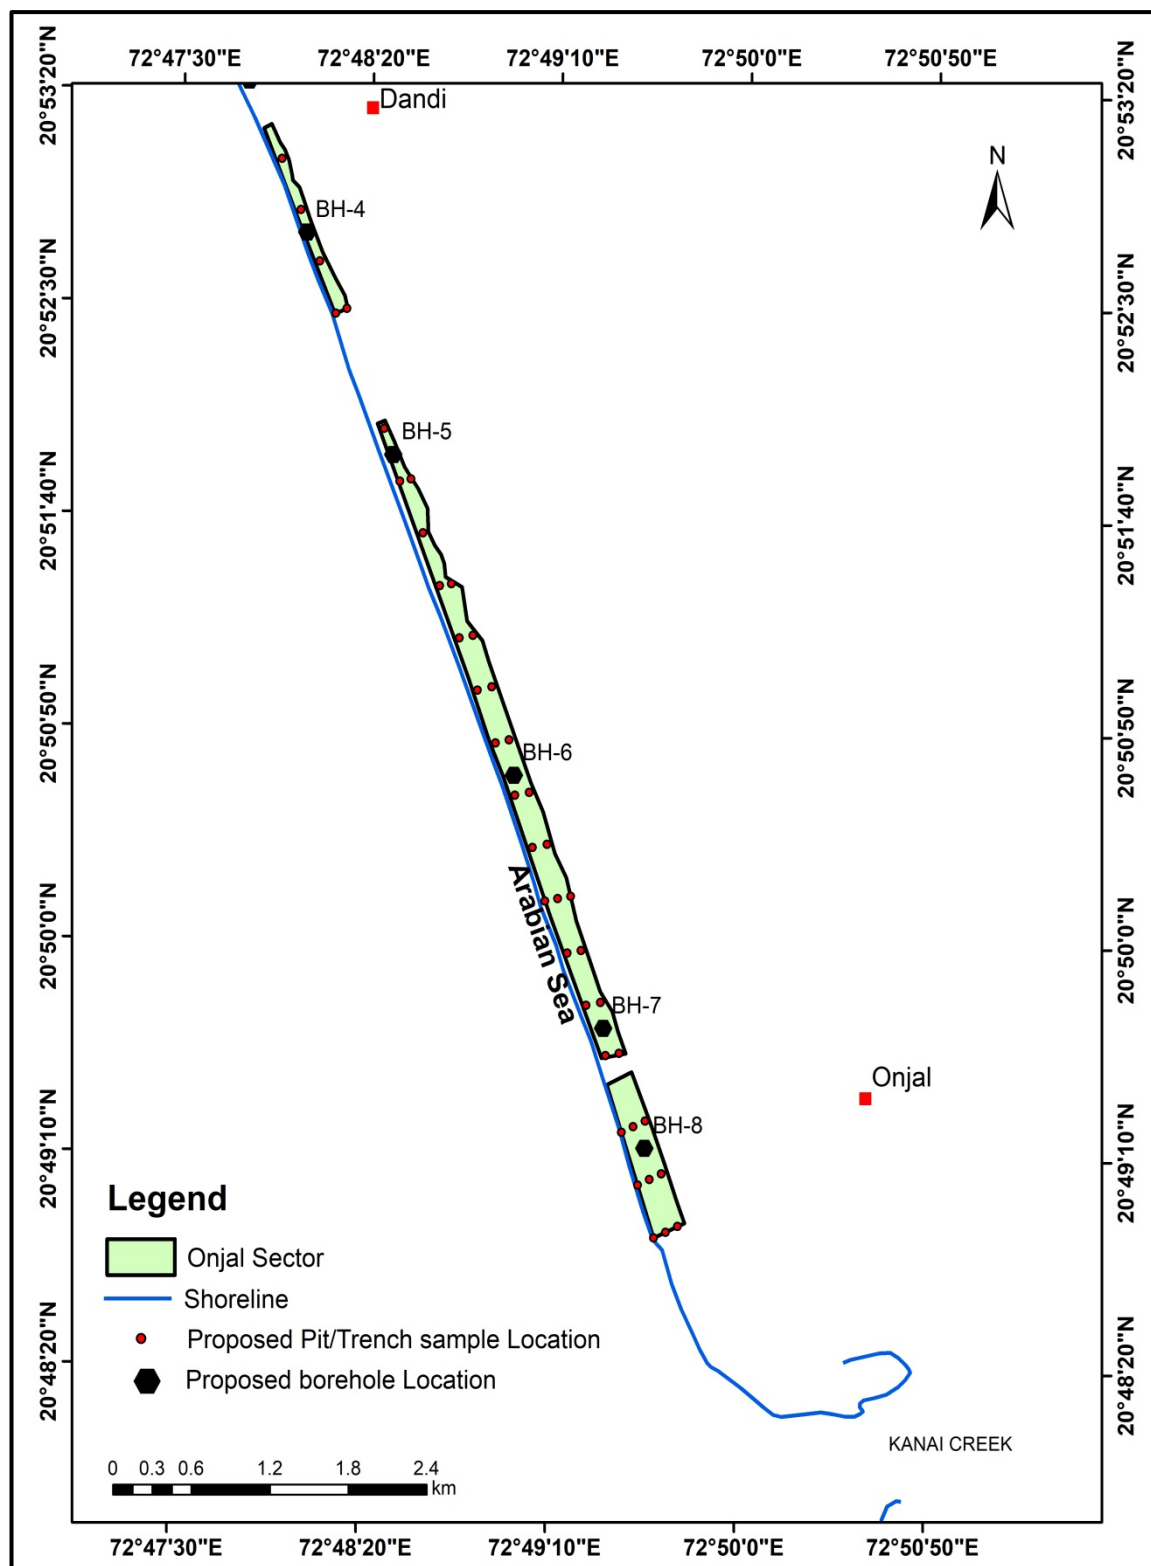 72°47'30"E 72°48'20"E 72°49'10"E 72°50'0"E 72°50'50"E
20°53'20"N
20°53'20"N
Dandi
N
BH-4
20°52'30"N
20°52'30"N
BH-5
20°51'40"N
20°51'40"N
20°50'50"N
20°50'50"N
BH-6
Arabian Sea
20°50'0"N
20°50'0"N
BH-7
Onjal
BH-8
20°49'10"N
20°49'10"N
Legend
Onjal Sector
Shoreline
Proposed Pit/Trench sample Location
Proposed borehole Location
20°48'20"N
20°48'20"N
KANAI CREEK
0 0.3 0.6 1.2 1.8 2.4
km
72°47'30"E 72°48'20"E 72°49'10"E 72°50'0"E 72°50'50"E